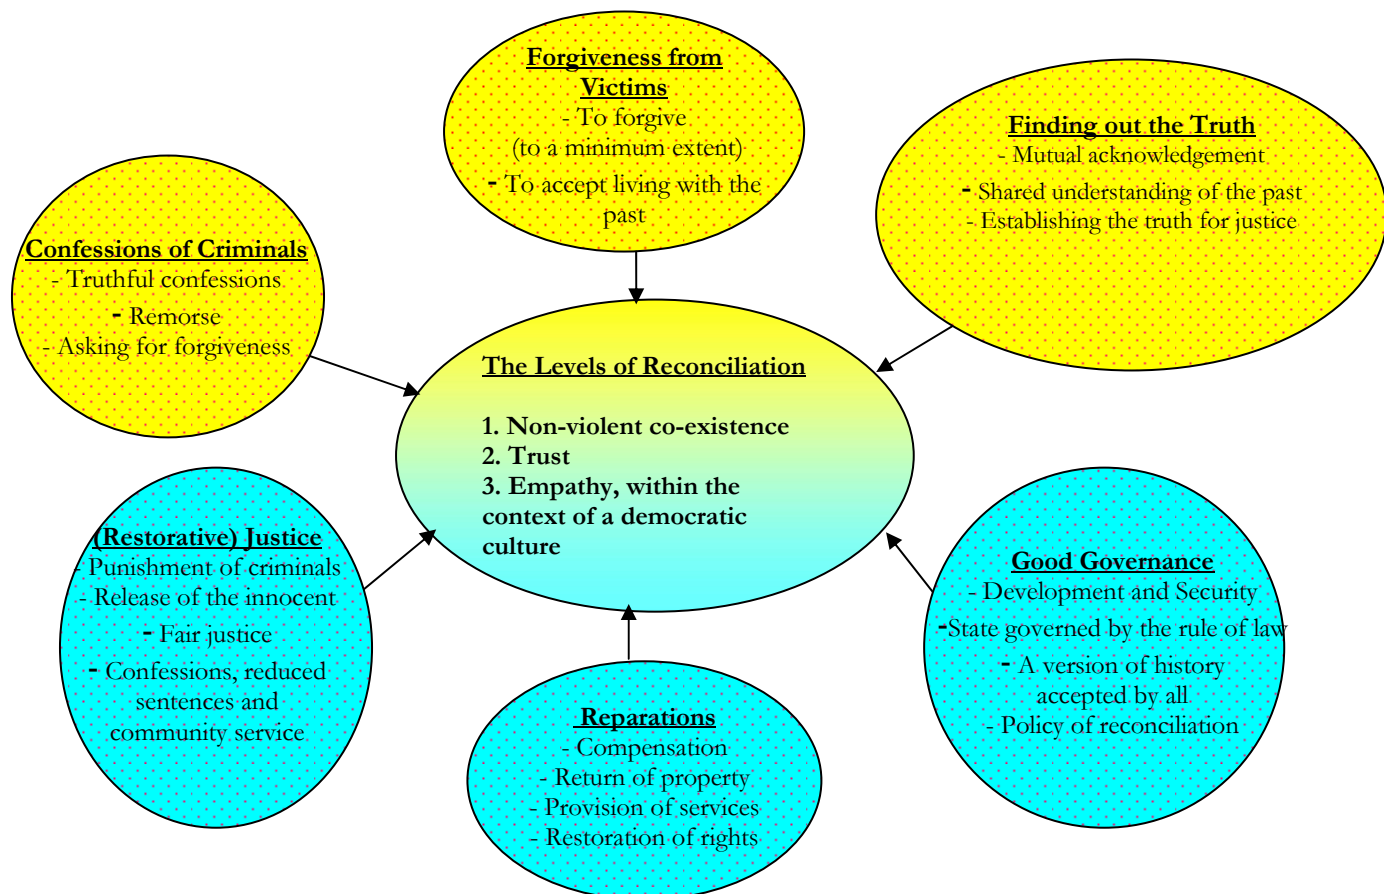 Forgiveness from
Victims
- To forgive
(to a minimum extent)
- To accept living with the
past
Finding out the Truth
- Mutual acknowledgement
- Shared understanding of the past
- Establishing the truth for justice
Confessions of Criminals
- Truthful confessions
- Remorse
- Asking for forgiveness
The Levels of Reconciliation
1. Non-violent co-existence
2. Trust
3. Empathy, within the
context of a democratic
culture
(Restorative) Justice
- Punishment of criminals
- Release of the innocent
- Fair justice
- Confessions, reduced
sentences and
community service
Reparations
- Compensation
- Return of property
- Provision of services
- Restoration of rights
Good Governance
- Development and Security
-State governed by the rule of law
- A version of history
accepted by all
- Policy of reconciliation